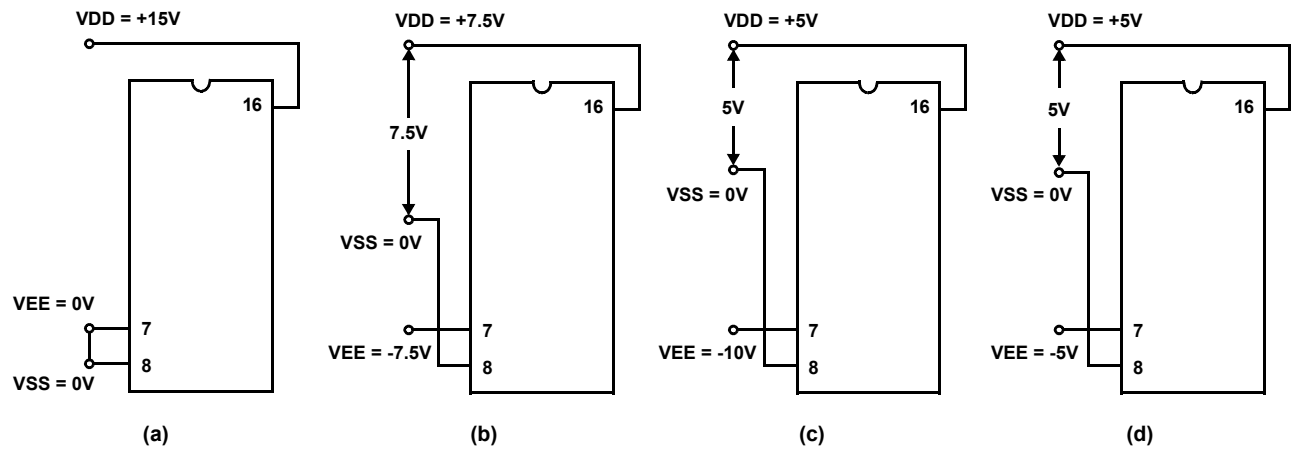 VDD = +15V
16
VEE = 0V
7
8
VSS = 0V
(a)
VDD = +7.5V
16
7.5V
VSS = 0V
7
VEE = -7.5V
8
(b)
VDD = +5V
16
5V
VSS = 0V
7
VEE = -10V
8
(c)
VDD = +5V
16
5V
VSS = 0V
7
VEE = -5V
8
(d)